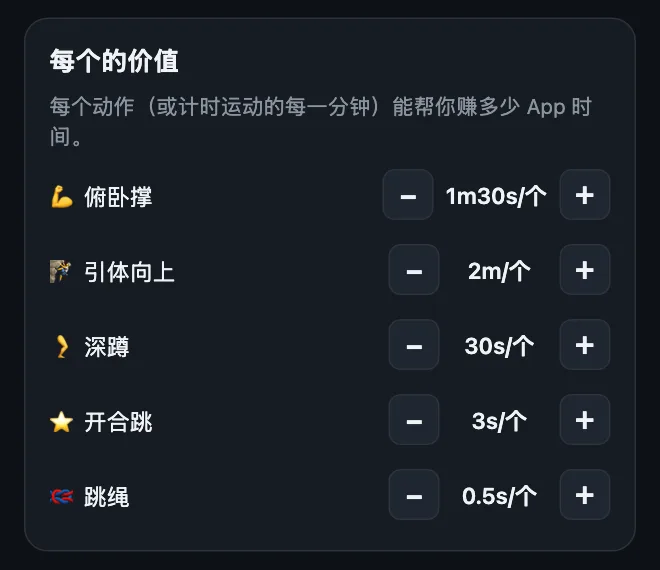 每个的价值
每个动作（或计时运动的每一分钟）能帮你赚多少 App 时
间。
💪 俯卧撑 − 1m30s/个 +
🧗 引体向上 − 2m/个 +
🦵 深蹲 − 30s/个 +
⭐ 开合跳 − 3s/个 +
🪢 跳绳 − 0.5s/个 +